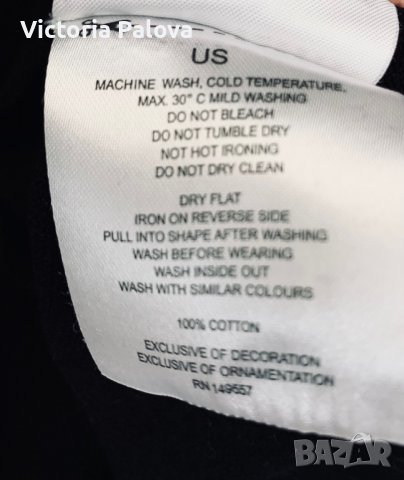 Victoria Palova
US
MACHINE WASH, COLD TEMPERATURE,
MAX. 30° C MILD WASHING
DO NOT BLEACH
DO NOT TUMBLE DRY
NOT HOT IRONING
DO NOT DRY CLEAN
DRY FLAT
IRON ON REVERSE SIDE
PULL INTO SHAPE AFTER WASHING
WASH BEFORE WEARING
WASH INSIDE OUT
WASH WITH SIMILAR COLOURS
100% COTTON
EXCLUSIVE OF DECORATION
EXCLUSIVE OF ORNAMENTATION
RN 149557
BAZAR